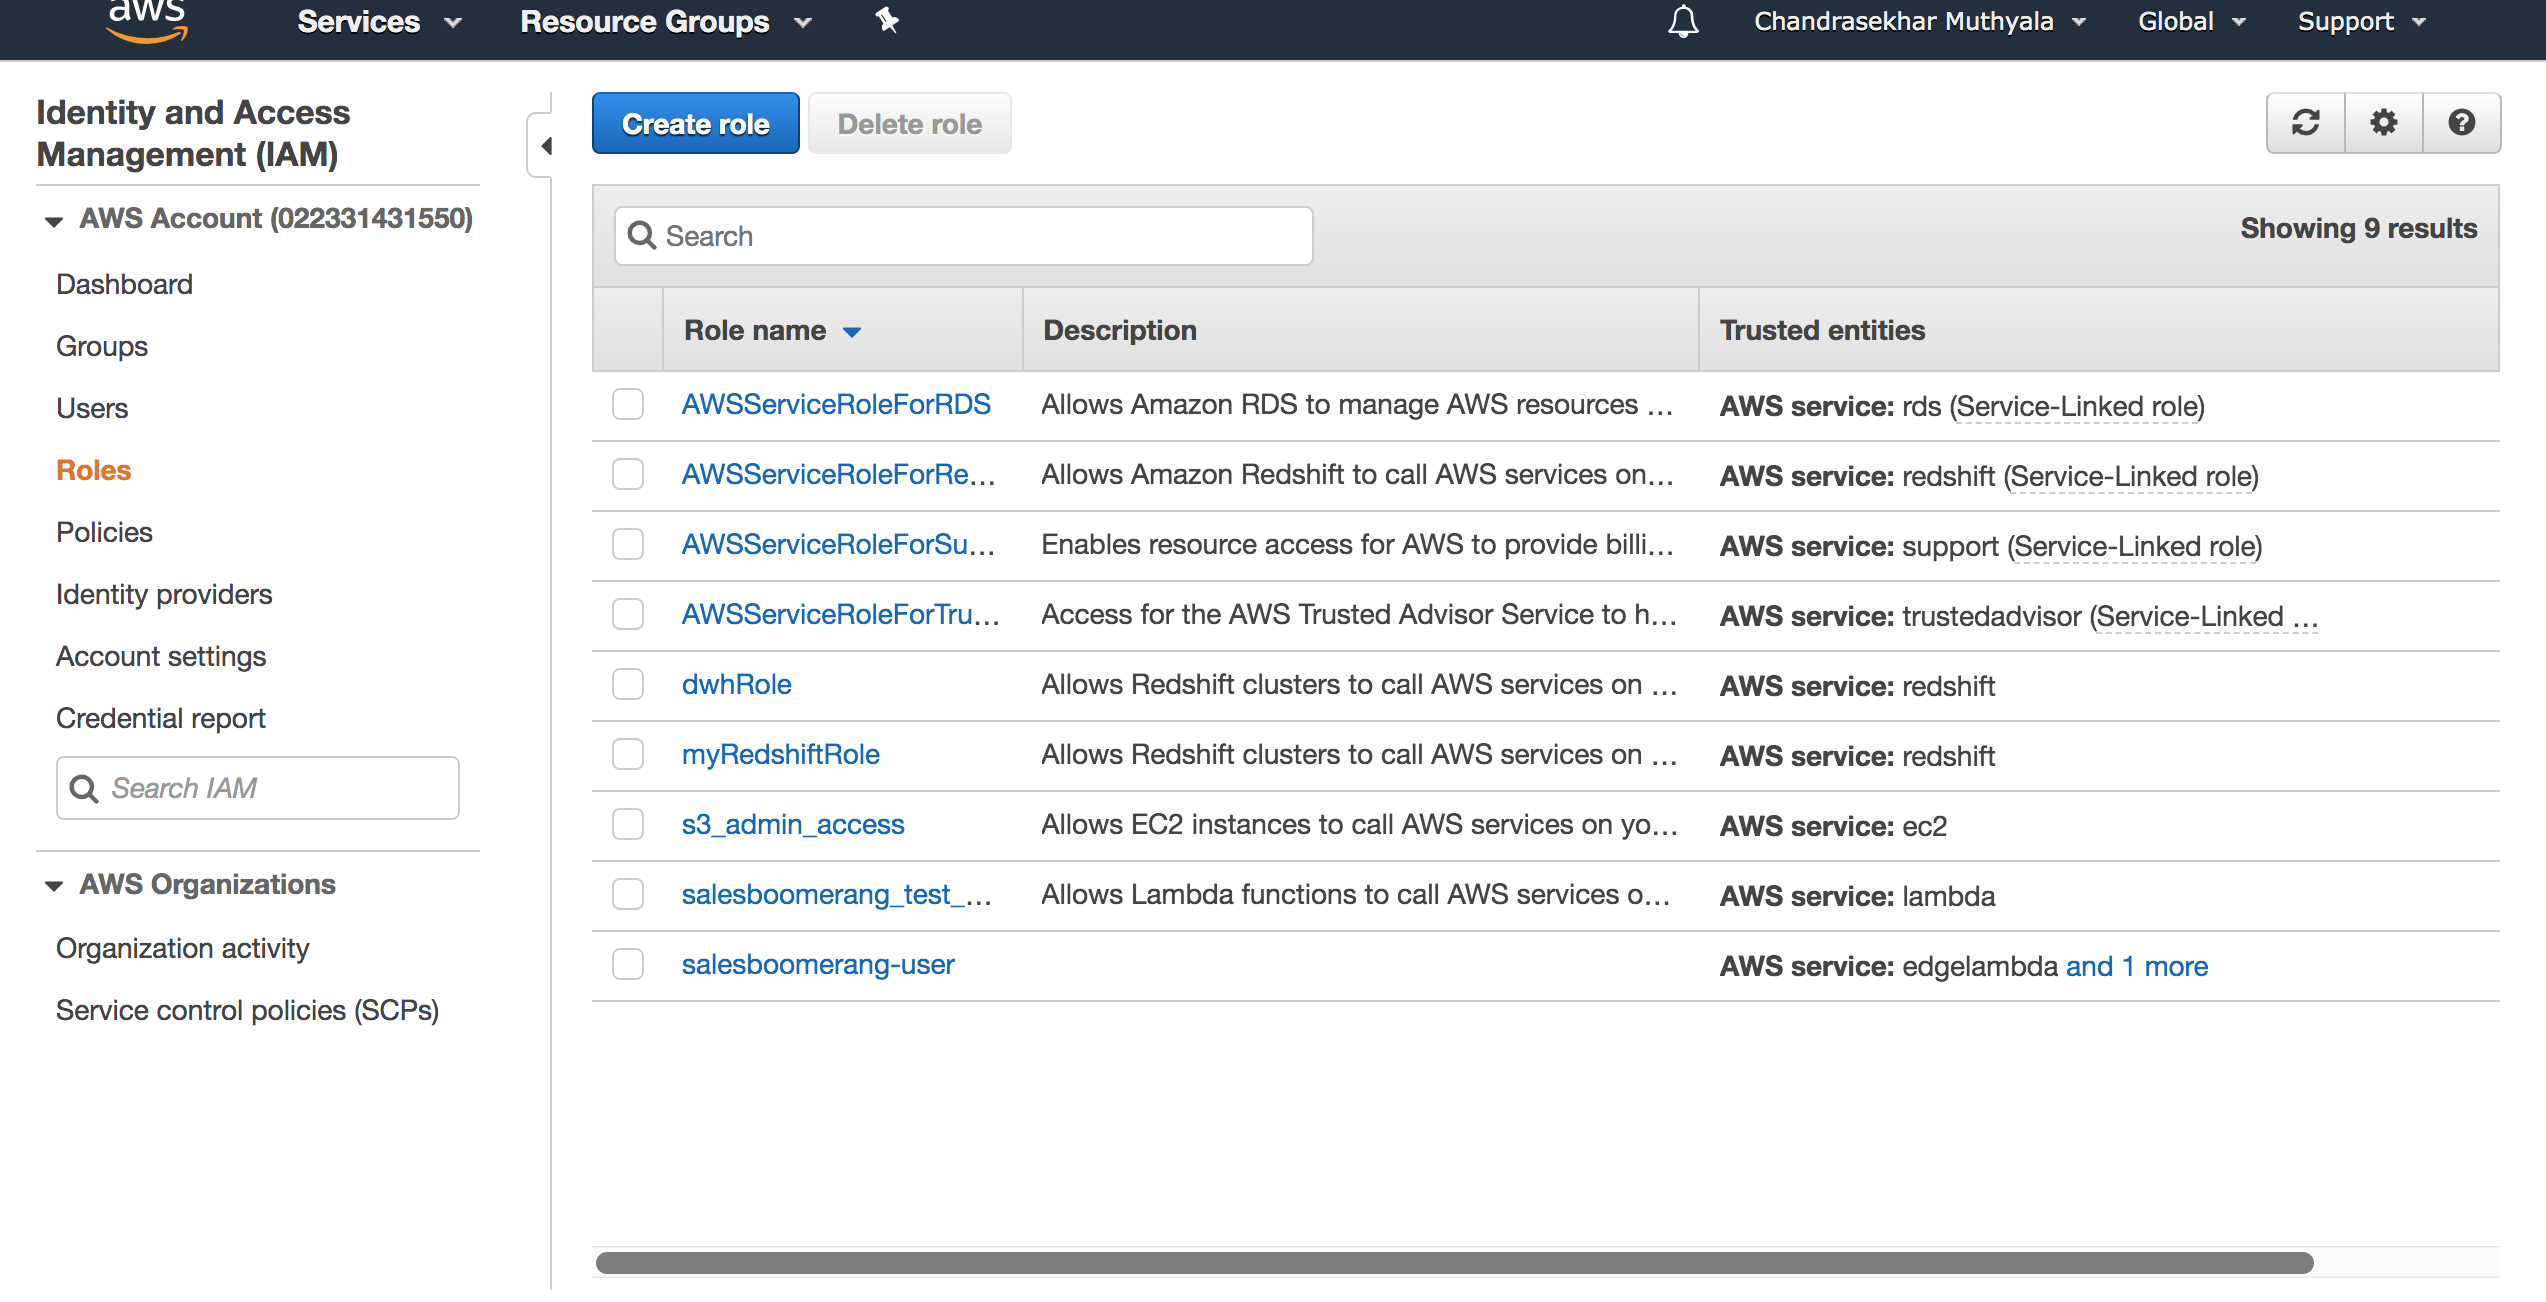 aws Services Resource Groups Chandrasekhar Muthyala Global Support
Identity and Access
Management (IAM)
AWS Account (022331431550)
Dashboard
Groups
Users
Roles
Policies
Identity providers
Account settings
Credential report
Search IAM
AWS Organizations
Organization activity
Service control policies (SCPs)
Create role Delete role
Search Showing 9 results
Role name Description Trusted entities
AWSServiceRoleForRDS Allows Amazon RDS to manage AWS resources ... AWS service: rds (Service-Linked role)
AWSServiceRoleForRe... Allows Amazon Redshift to call AWS services on... AWS service: redshift (Service-Linked role)
AWSServiceRoleForSu... Enables resource access for AWS to provide billi... AWS service: support (Service-Linked role)
AWSServiceRoleForTru... Access for the AWS Trusted Advisor Service to h... AWS service: trustedadvisor (Service-Linked ...
dwhRole Allows Redshift clusters to call AWS services on ... AWS service: redshift
myRedshiftRole Allows Redshift clusters to call AWS services on ... AWS service: redshift
s3_admin_access Allows EC2 instances to call AWS services on yo... AWS service: ec2
salesboomerang_test_... Allows Lambda functions to call AWS services o... AWS service: lambda
salesboomerang-user AWS service: edgelambda and 1 more